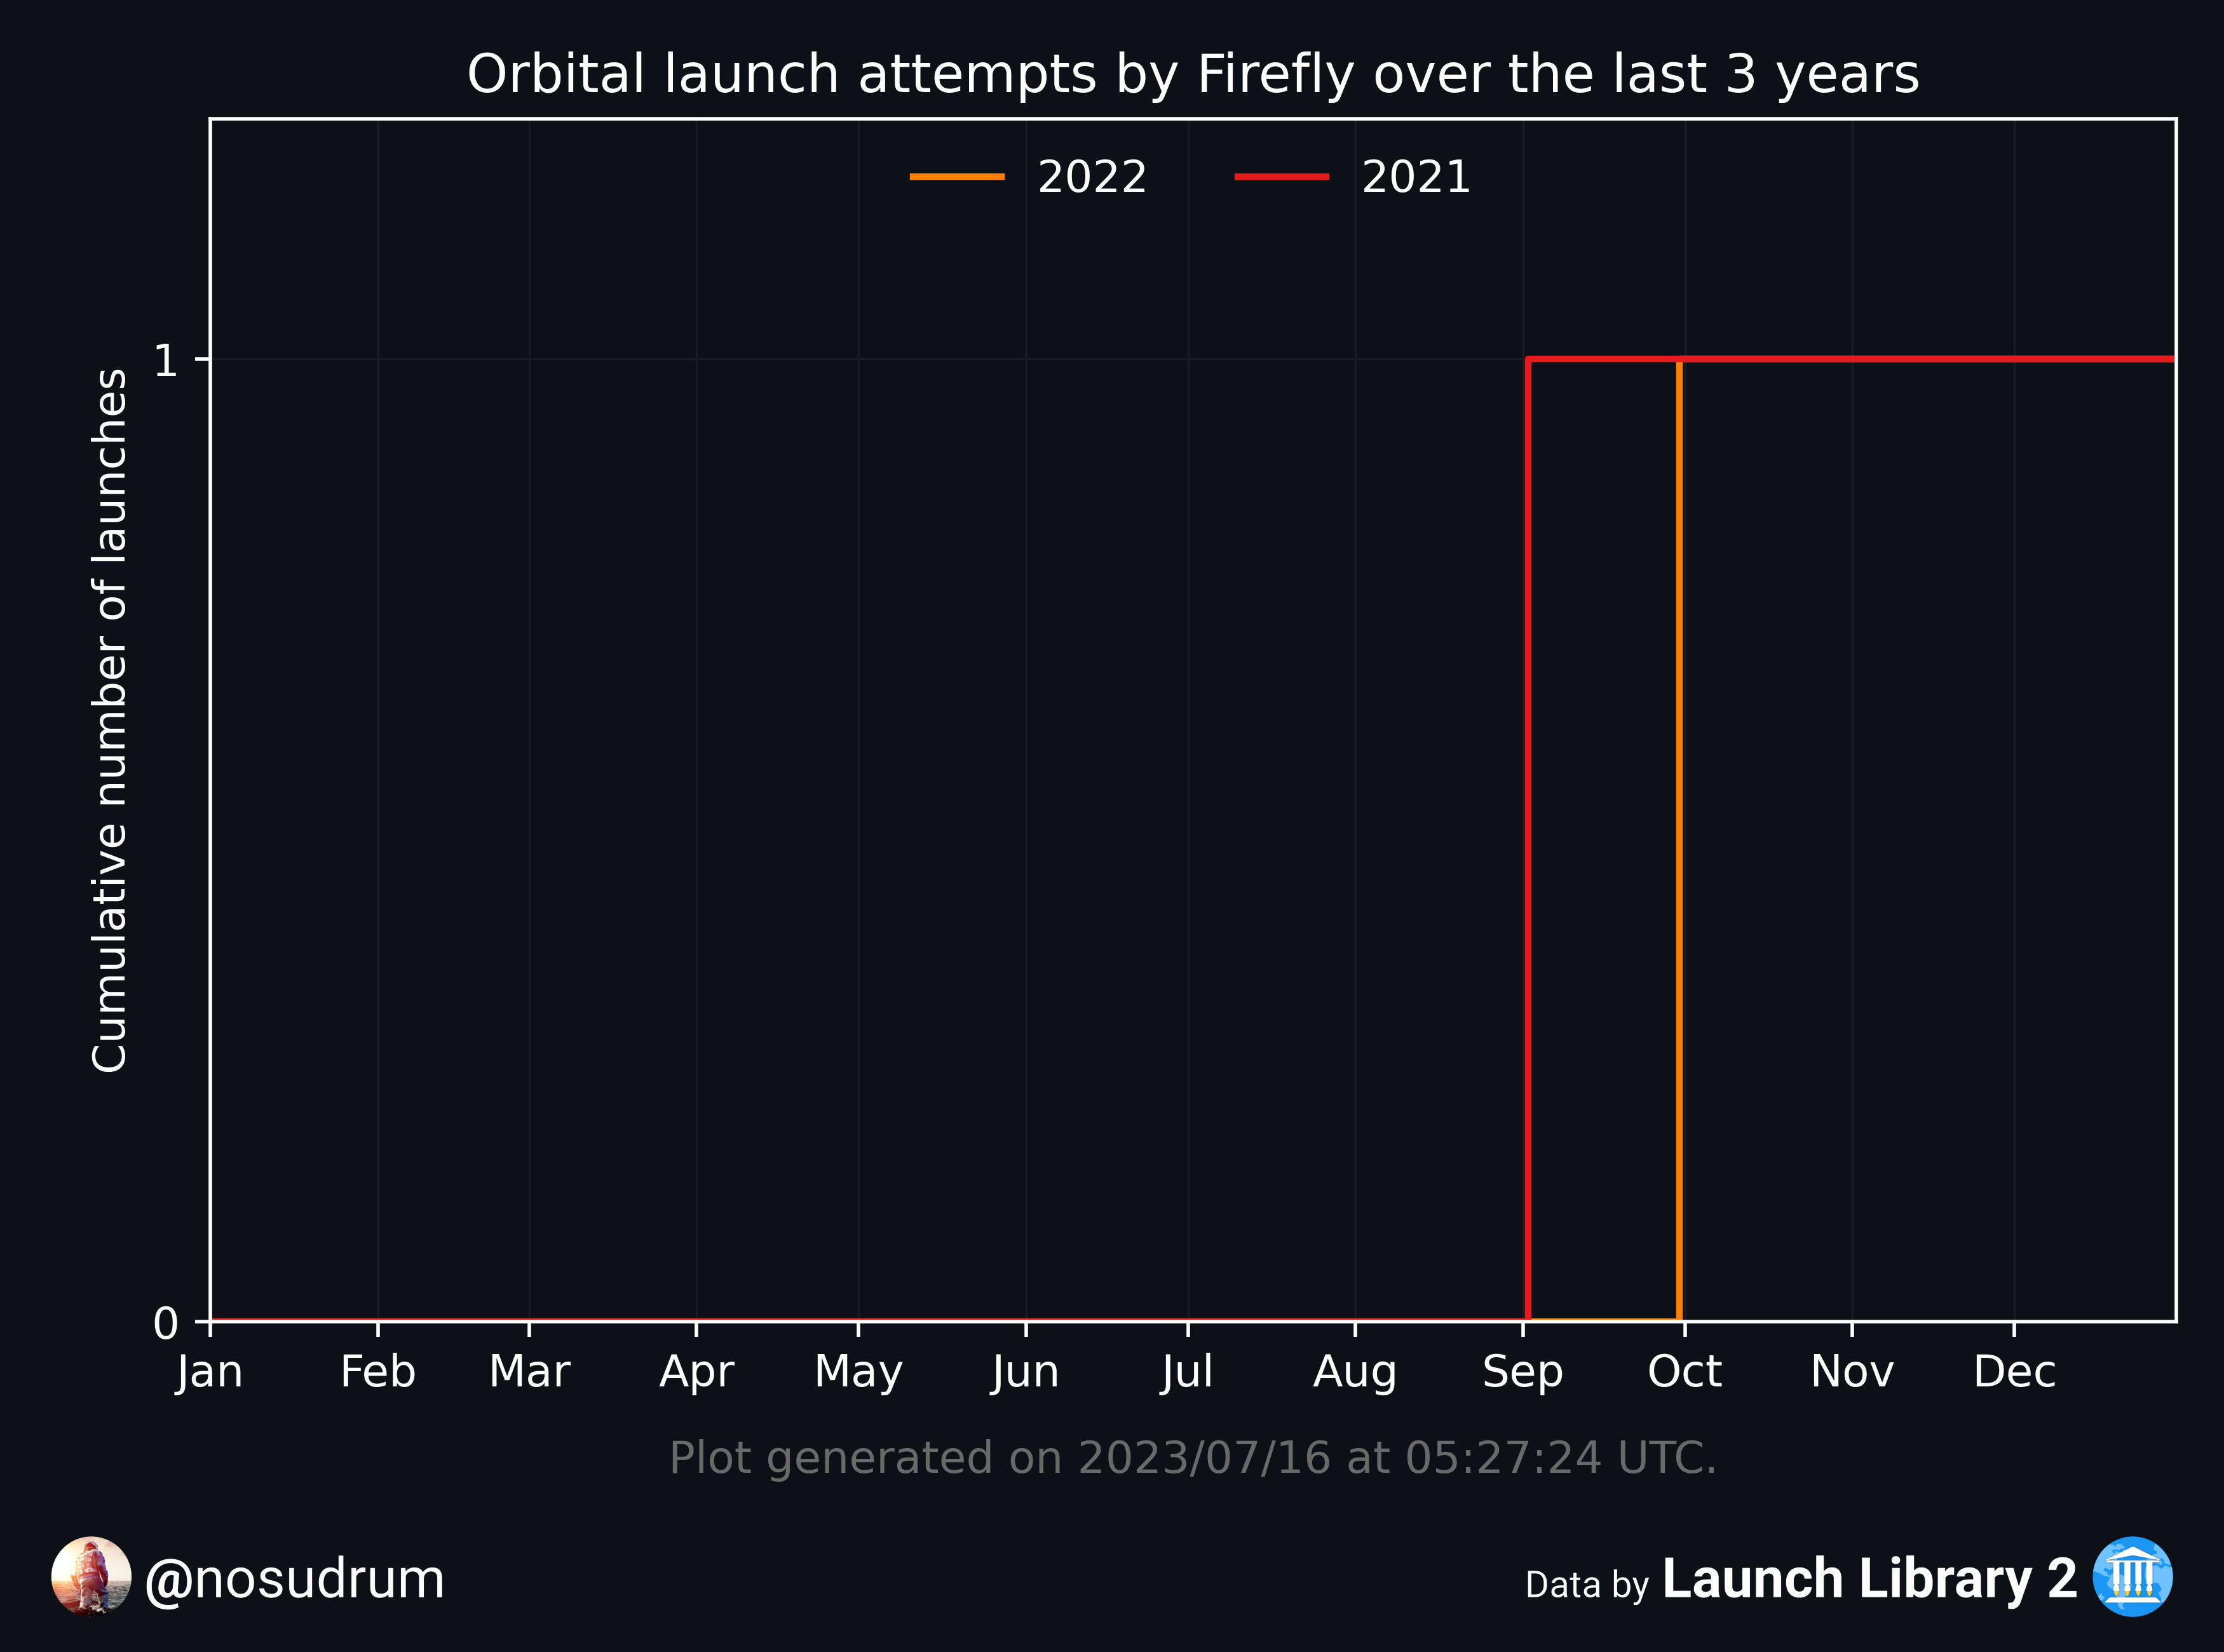 Orbital launch attempts by Firefly over the last 3 years
2022 2021
Cumulative number of launches
1
0
Jan Feb Mar Apr May Jun Jul Aug Sep Oct Nov Dec
Plot generated on 2023/07/16 at 05:27:24 UTC.
@nosudrum
Data by Launch Library 2